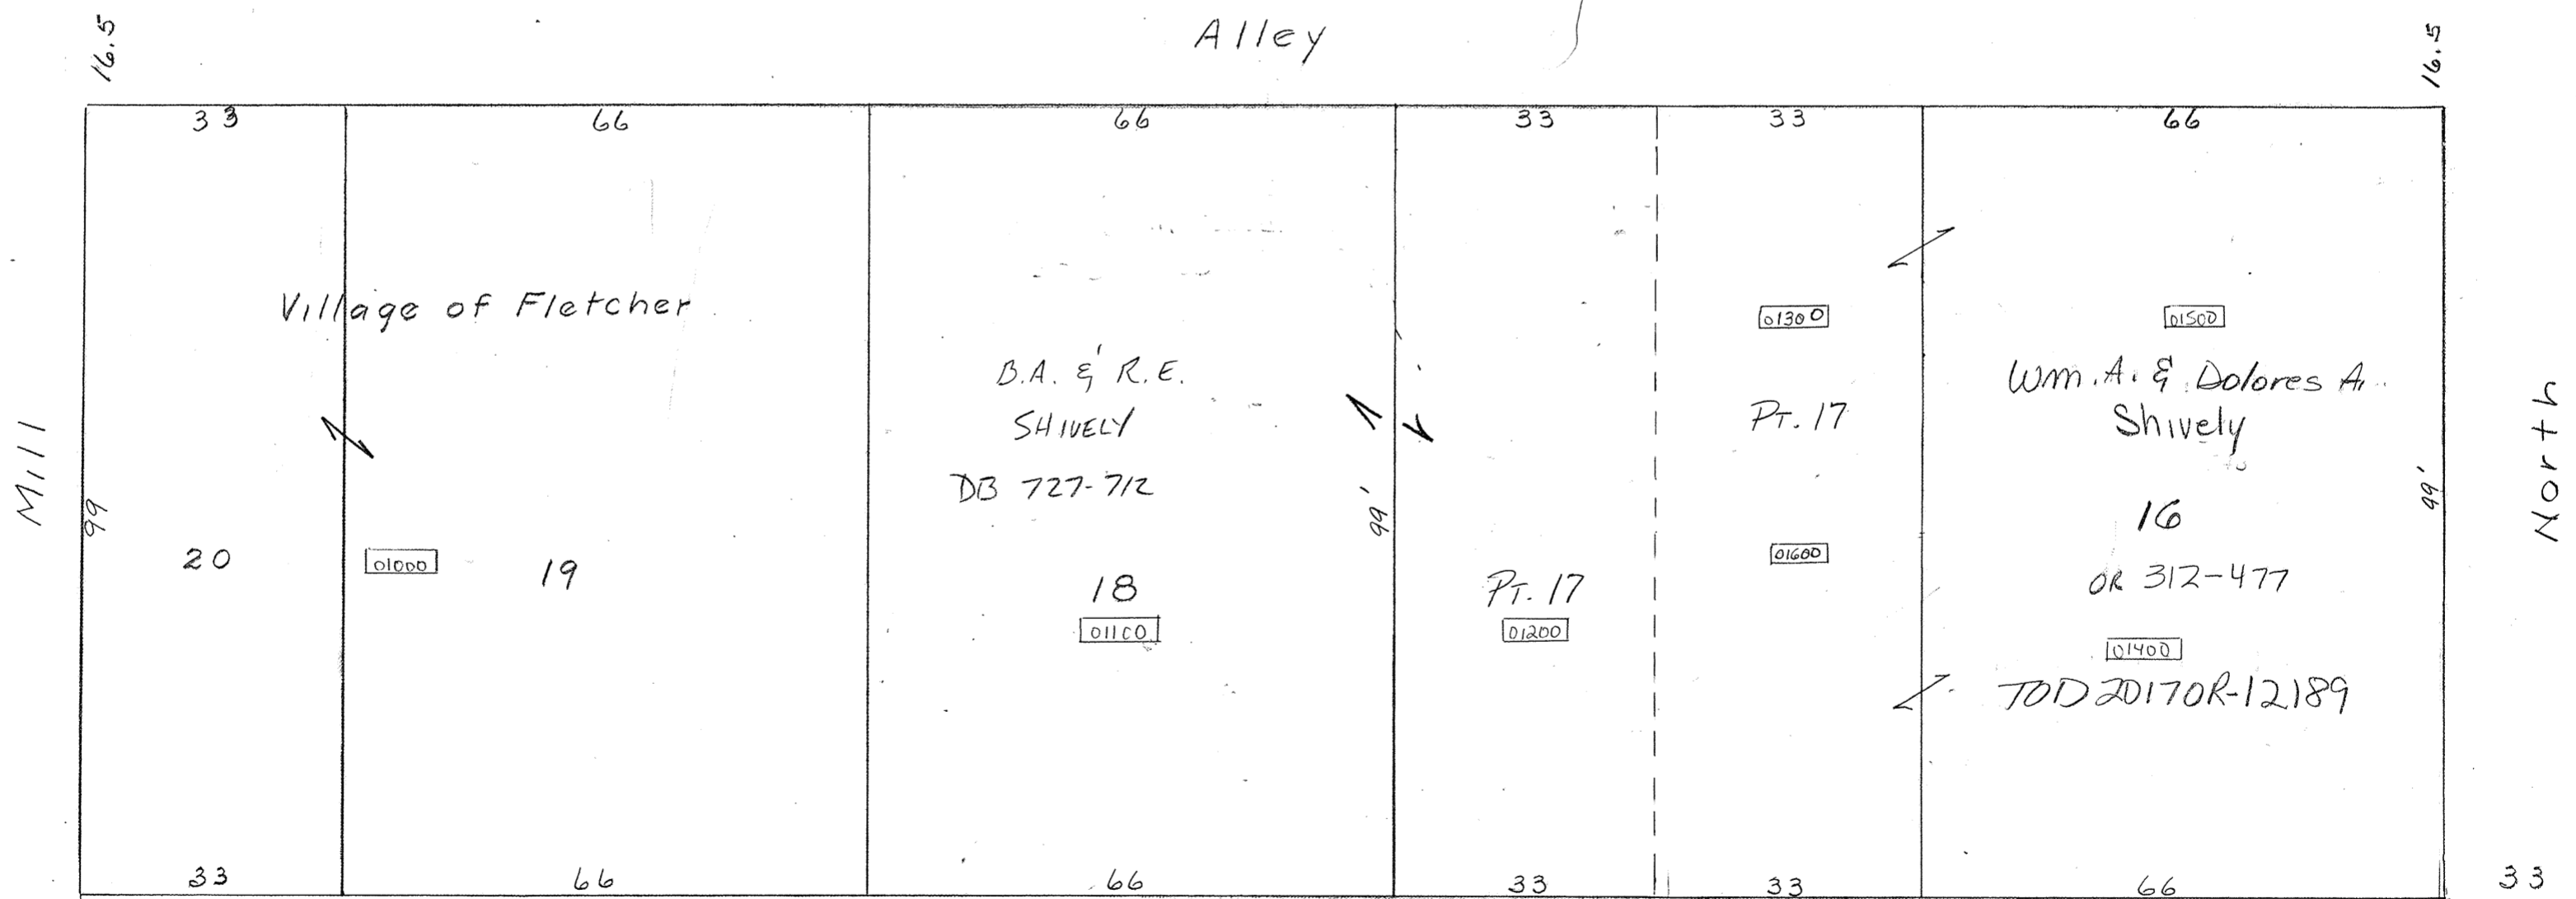 16.5
Alley
16.5
33
66
66
33
33
66
Village of Fletcher
01300
01500
B.A. & R.E.
SHIVELY
DB 727-712
Pt. 17
Wm. A. & Dolores A.
Shively
Mill
99
99'
99'
North
16
20
01000
19
18
01100
Pt. 17
01200
01600
OR 312-477
01400
TOD 2017OR-12189
33
66
66
33
33
66
33